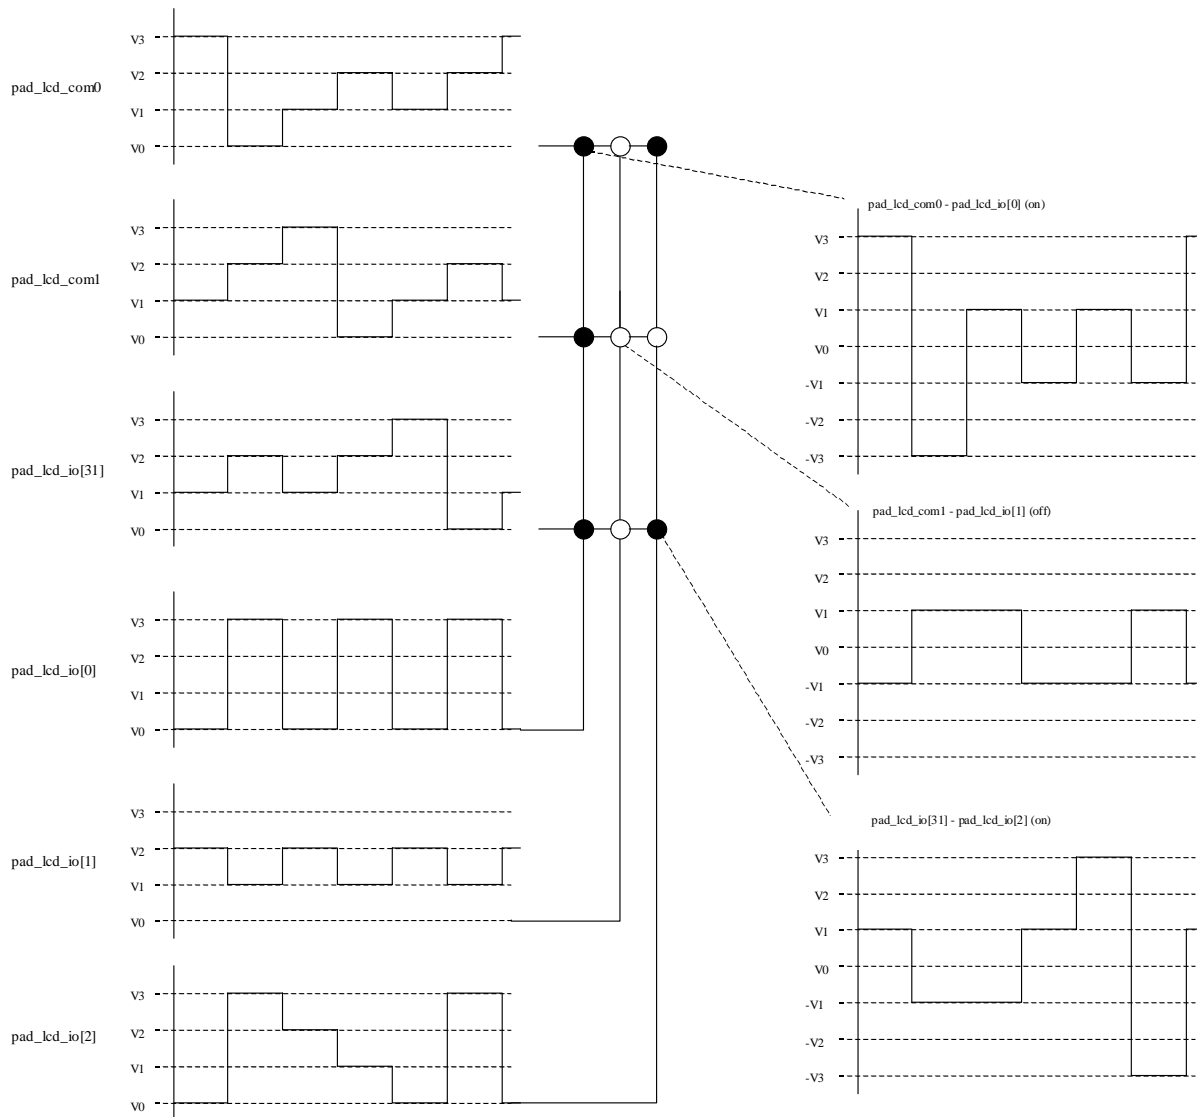 V3
V2
pad_lcd_com0
V1
V0
V3
V2
pad_lcd_com1
V1
V0
V3
V2
pad_lcd_io[31]
V1
V0
V3
V2
pad_lcd_io[0]
V1
V0
V3
V2
pad_lcd_io[1]
V1
V0
V3
V2
pad_lcd_io[2]
V1
V0
pad_lcd_com0 - pad_lcd_io[0] (on)
V3
V2
V1
V0
-V1
-V2
-V3
pad_lcd_com1 - pad_lcd_io[1] (off)
V3
V2
V1
V0
-V1
-V2
-V3
pad_lcd_io[31] - pad_lcd_io[2] (on)
V3
V2
V1
V0
-V1
-V2
-V3